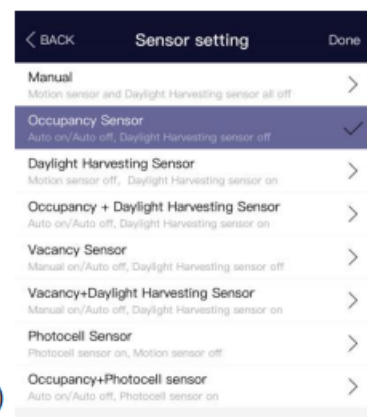 < BACK Sensor setting Done
Manual
Motion sensor and Daylight Harvesting sensor all off
Occupancy Sensor
Auto on/Auto off, Daylight Harvesting sensor off
Daylight Harvesting Sensor
Motion sensor off, Daylight Harvesting sensor on
Occupancy + Daylight Harvesting Sensor
Auto on/Auto off, Daylight Harvesting sensor on
Vacancy Sensor
Manual on/Auto off, Daylight Harvesting sensor off
Vacancy+Daylight Harvesting Sensor
Manual on/Auto off, Daylight Harvesting sensor on
Photocell Sensor
Photocell sensor on, Motion sensor off
Occupancy+Photocell sensor
Auto on/Auto off, Photocell sensor on